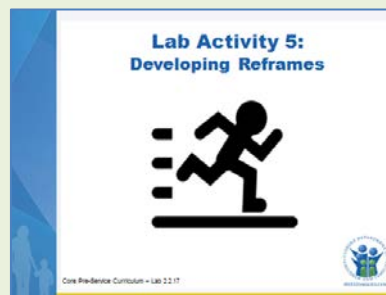 Lab Activity 5:
Developing Reframes
Core Pre-Service Curriculum – Lab 2.2.17